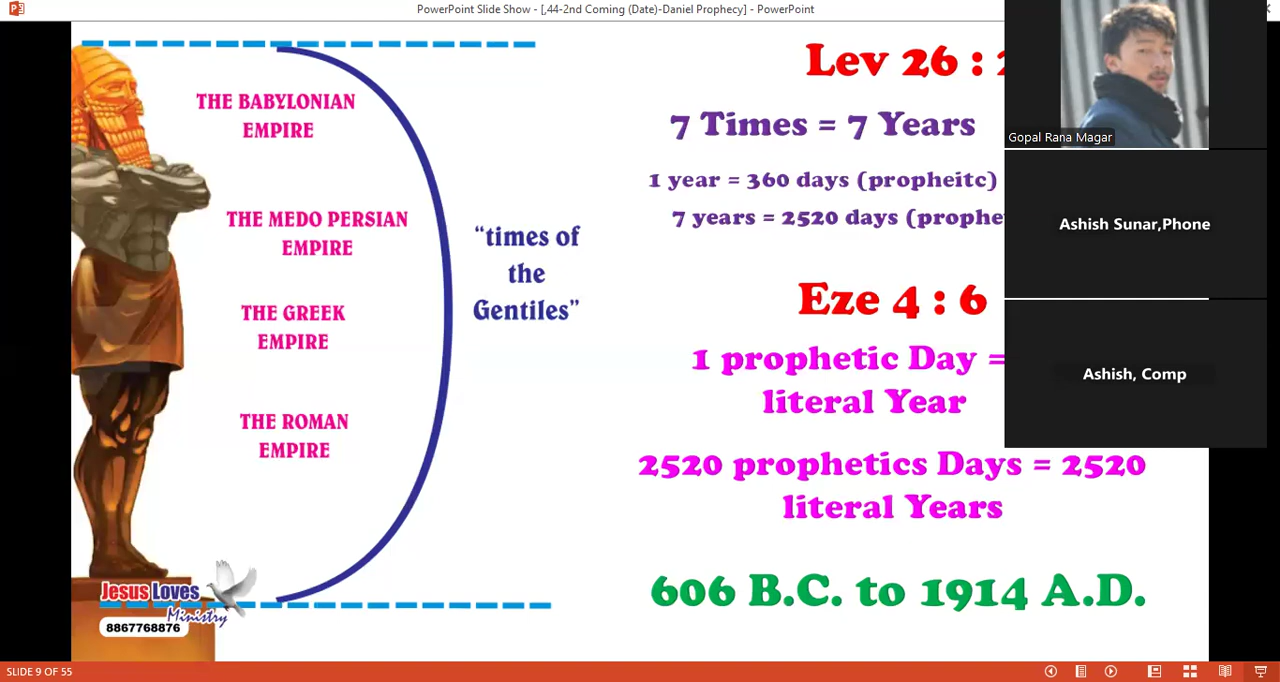 PowerPoint Slide Show - [,44-2nd Coming (Date)-Daniel Prophecy] - PowerPoint
THE BABYLONIAN
EMPIRE
THE MEDO PERSIAN
EMPIRE
THE GREEK
EMPIRE
THE ROMAN
EMPIRE
“times of
the
Gentiles”
Lev 26 :
7 Times = 7 Years
1 year = 360 days (propheitc)
7 years = 2520 days (prophe
Eze 4 : 6
1 prophetic Day =
literal Year
2520 prophetics Days = 2520
literal Years
606 B.C. to 1914 A.D.
Jesus Loves
Ministry
8867768876
Gopal Rana Magar
Ashish Sunar,Phone
Ashish, Comp
SLIDE 9 OF 55